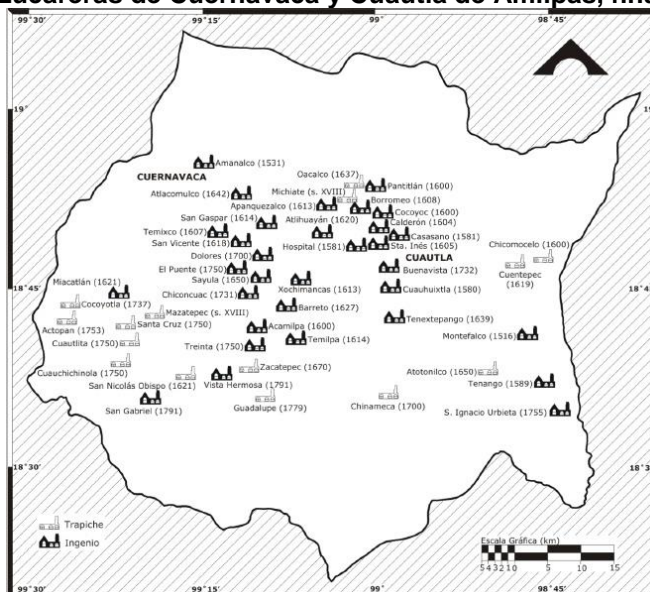 zucareras de Cuernavaca y Cuautla de Amilpas,
99°30'
99°15'
99°
98°45'
19°
Amanalco (1531)
CUERNAVACA
Oacalco (1637)
Pantitlán (1600)
Atlacomulco (1642)
Michiate (s. XVIII)
Borromeo (1608)
Apanquezalco (1613)
Cocoyoc (1600)
San Gaspar (1614)
Atlihuayán (1620)
Calderón (1604)
Temixco (1607)
Casasano (1581)
San Vicente (1618)
Hospital (1581)
Sta. Inés (1605)
Chicomocelo (1600)
Dolores (1700)
CUAUTLA
El Puente (1750)
Buenavista (1732)
Cuentepec
(1619)
18°45'
Miacatlán (1621)
Sayula (1650)
Xochimancas (1613)
Cuauhuixtla (1580)
Chiconcuac (1731)
Cocoyotla (1737)
Barreto (1627)
Mazatepec (s. XVIII)
Tenextepango (1639)
Actopan (1753)
Santa Cruz (1750)
Acamilpa (1600)
Montefalco (1516)
Cuautlita (1750)
Temilpa (1614)
Treinta (1750)
Cuauchichinola (1750)
Zacatepec (1670)
Atotonilco (1650)
San Nicolás Obispo (1621)
Vista Hermosa (1791)
Tenango (1589)
San Gabriel (1791)
Guadalupe (1779)
Chinameca (1700)
S. Ignacio Urbieta (1755)
18°30'
Trapiche
Ingenio
Escala Gráfica (km)
5 4 3 2 1 0 5 10 15
99°30'
99°15'
99°
98°45'